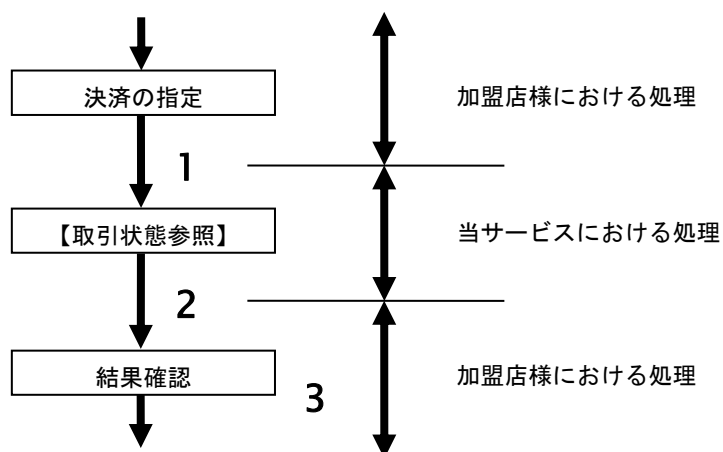 決済の指定
加盟店様における処理
1
【取引状態参照】
当サービスにおける処理
2
結果確認
加盟店様における処理
3